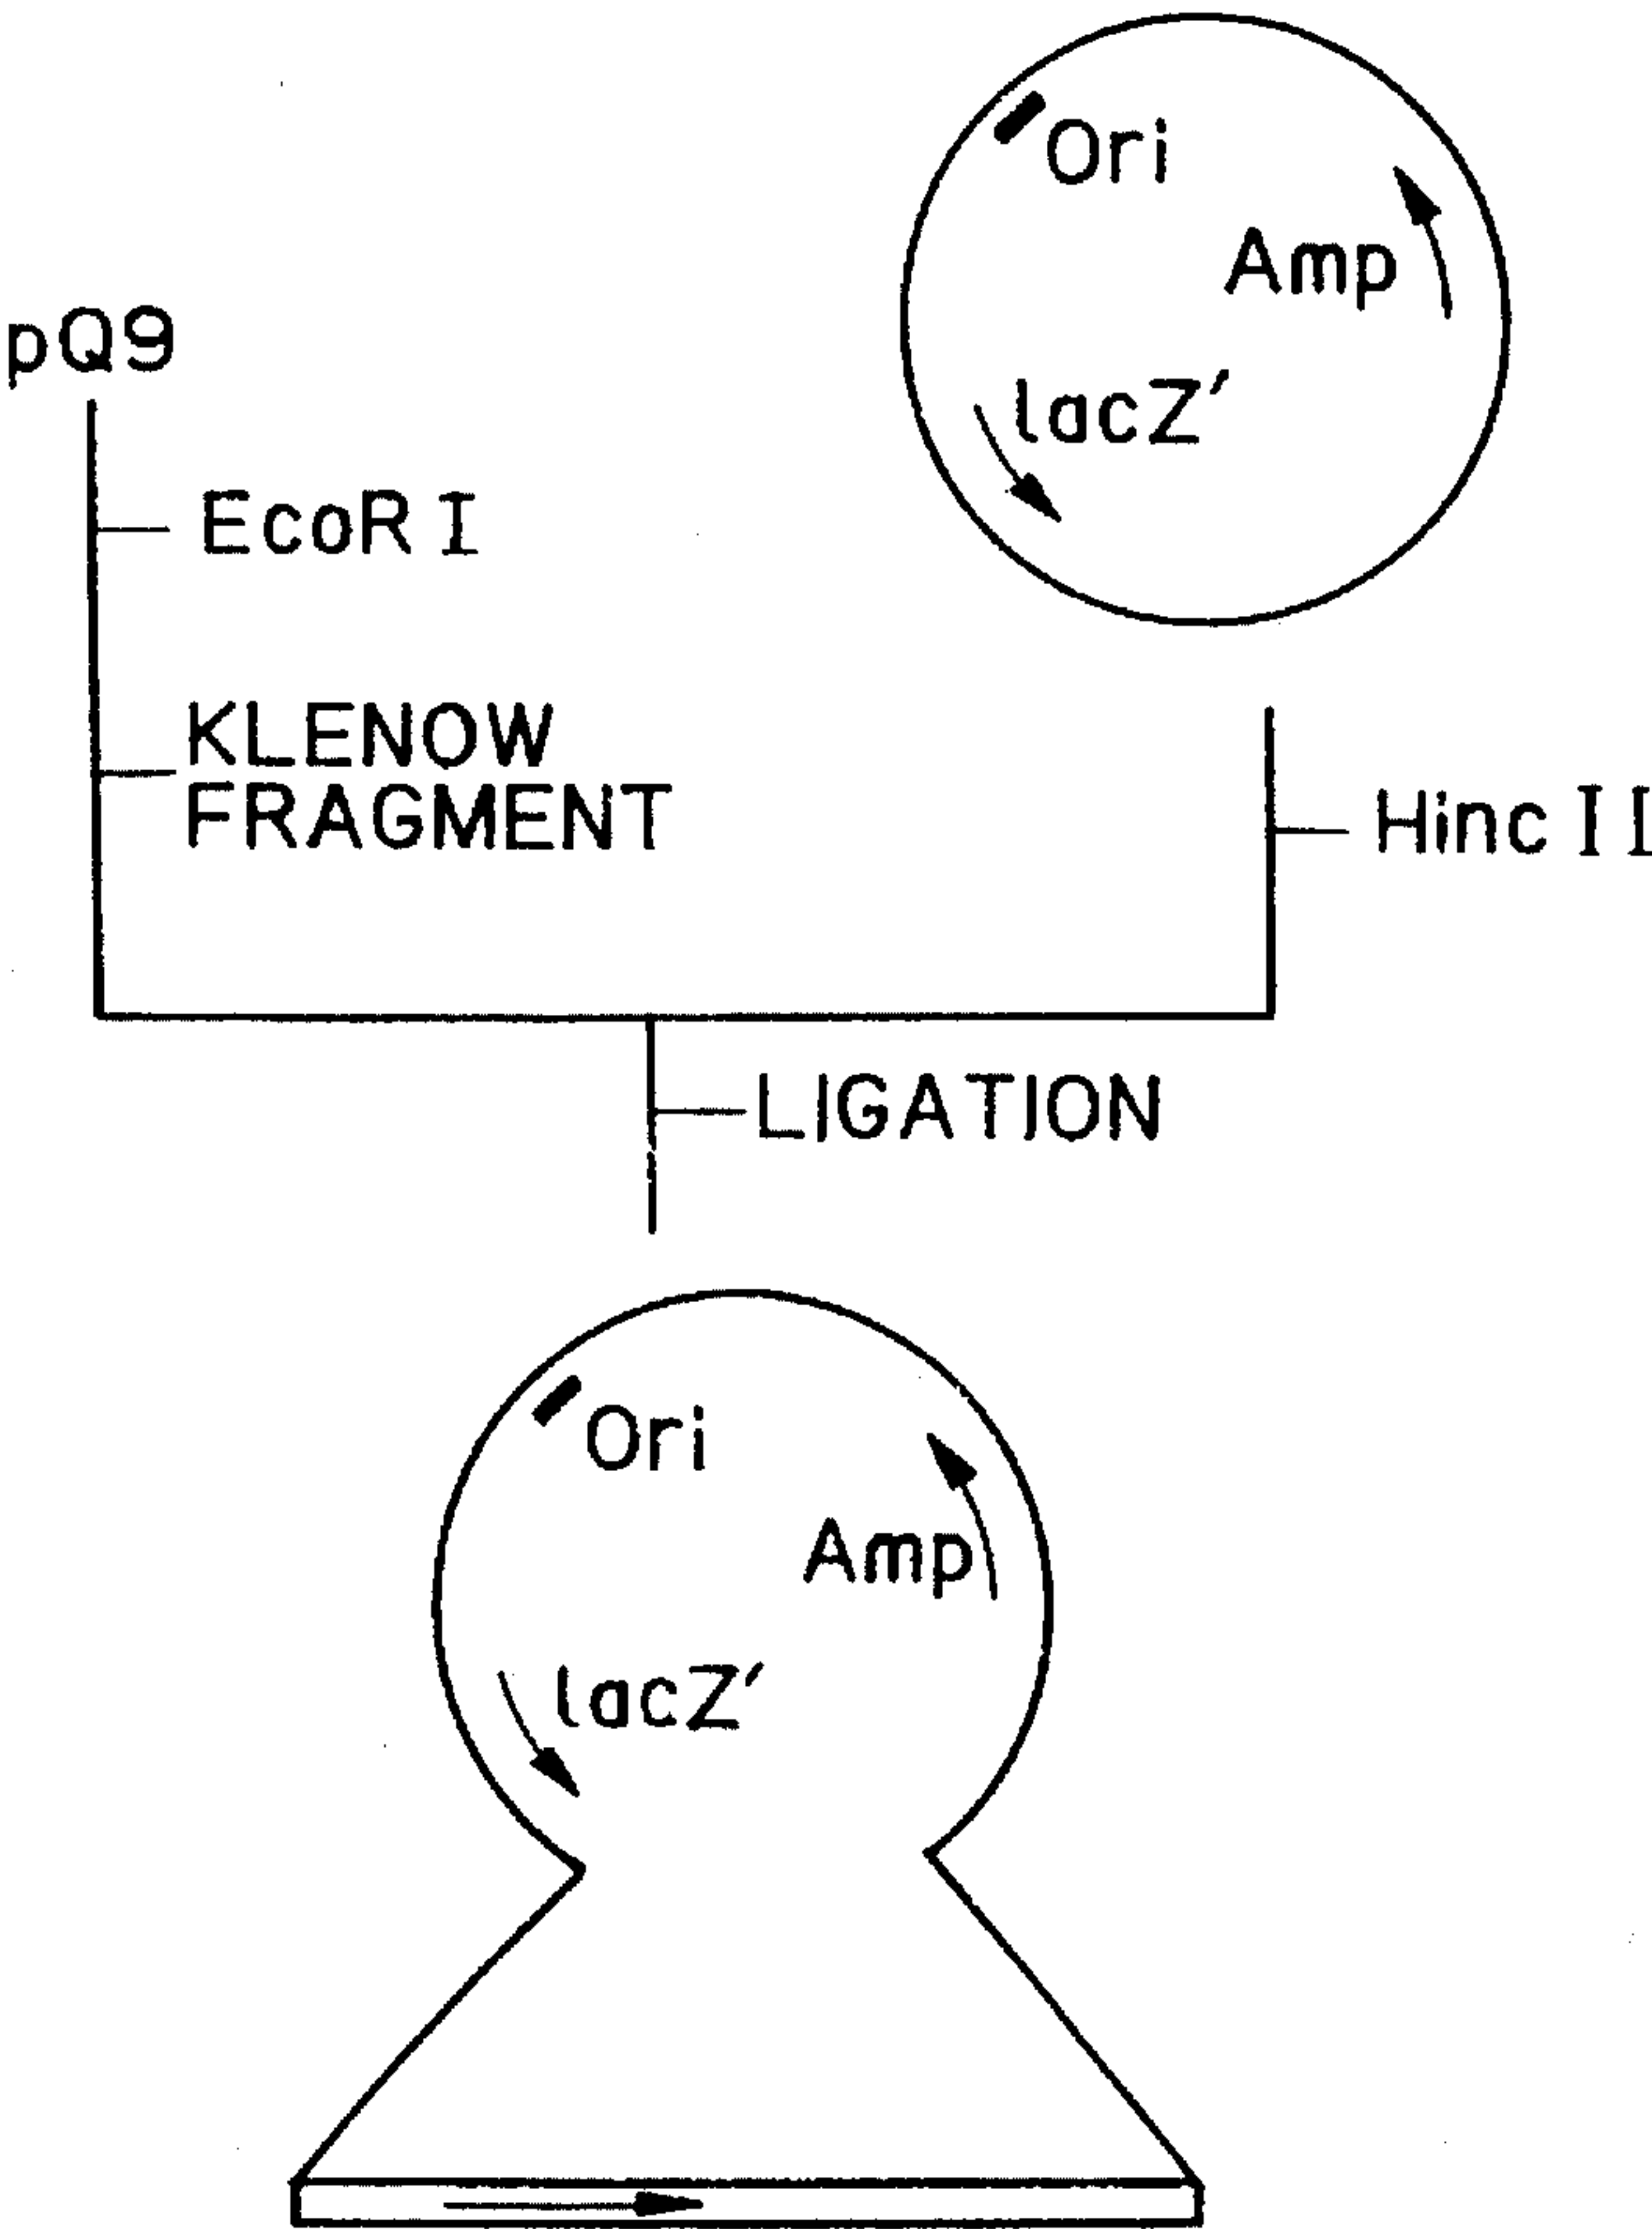 Ori
Amp
pQ9
lacZ′
EcoR I
KLENOW
FRAGMENT
Hinc II
LIGATION
Ori
Amp
lacZ′